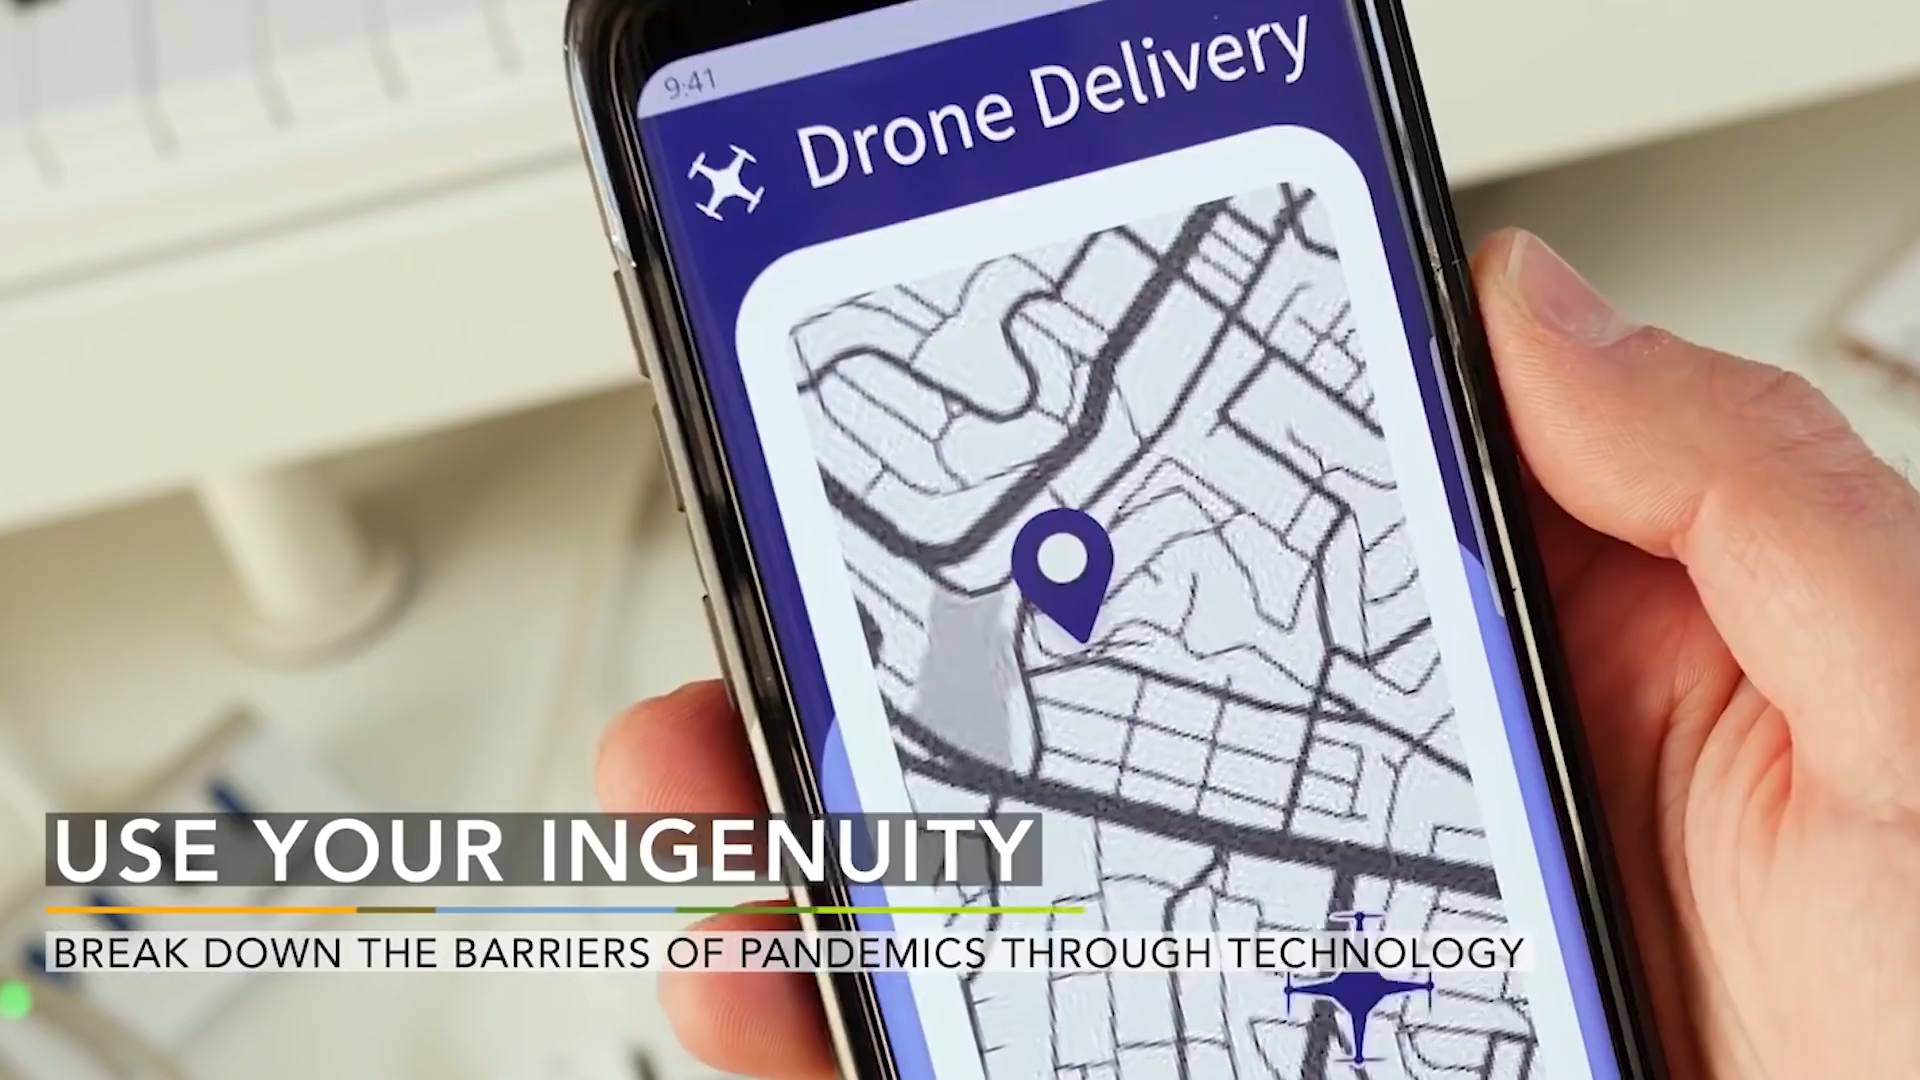 9:41
Drone Delivery
USE YOUR INGENUITY
BREAK DOWN THE BARRIERS OF PANDEMICS THROUGH TECHNOLOGY